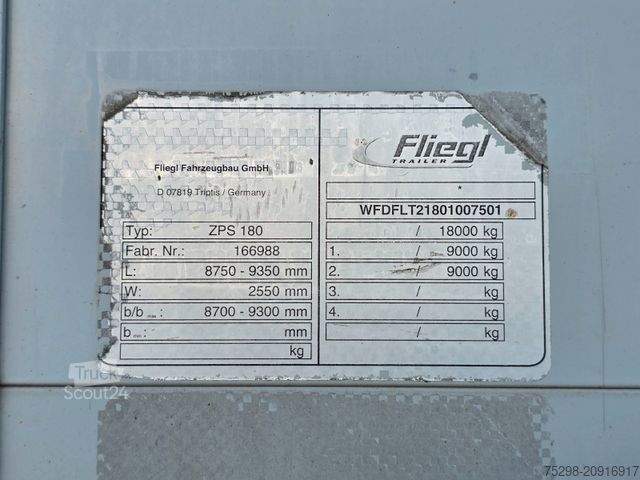 Fliegl Fahrzeugbau GmbH
D 07819 Triptis / Germany
Typ: ZPS 180
Fabr. Nr.: 166988
L: 8750 - 9350 mm
W: 2550 mm
b/b max : 8700 - 9300 mm
b min : mm
kg
Fliegl
TRAILER
*
WFDFLT21801007501
/ 18000 kg
1. / 9000 kg
2. / 9000 kg
3. / kg
4. / kg
/
Truck
Scout24
75298-20916917